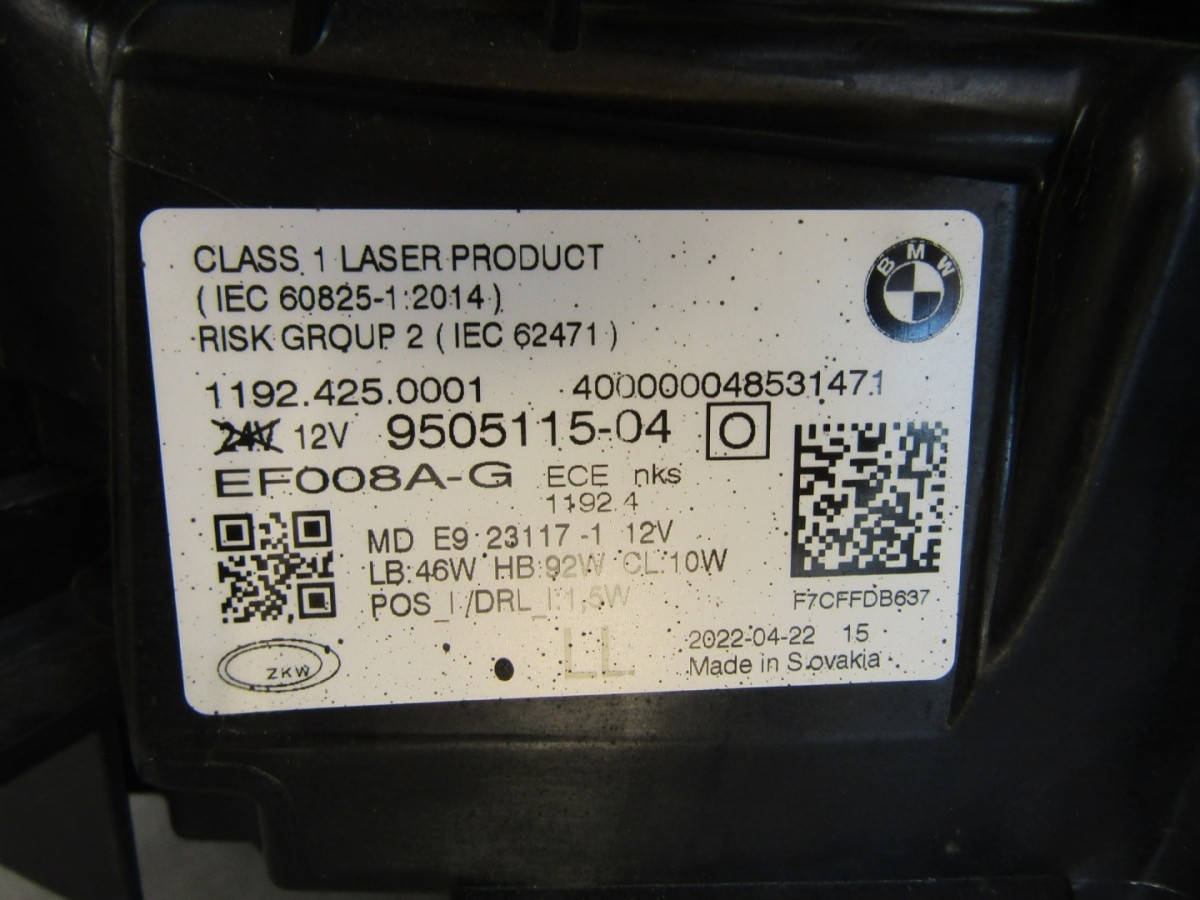 CLASS 1 LASER PRODUCT
( IEC 60825-1:2014 )
RISK GROUP 2 ( IEC 62471 )
BMW
1192.425.0001 400000048531471
24V 12V 9505115-04 O
EF008A-G ECE nks
1192.4
MD E9 23117-1 12V
LB:46W HB:92W CL:10W
POS_I/DRL_I:1,5W
F7CFFDB637
LL
2022-04-22 15
Made in Slovakia
ZKW